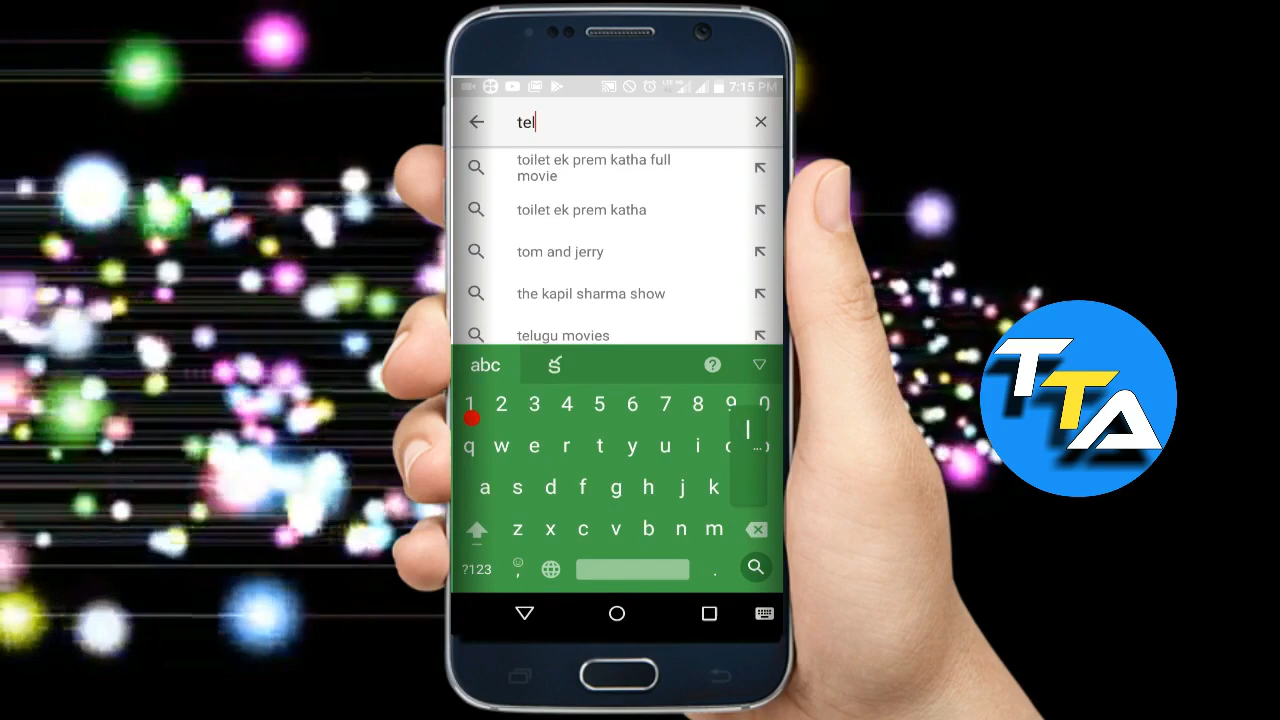 7:15 PM
tel
toilet ek prem katha full
movie
toilet ek prem katha
tom and jerry
the kapil sharma show
telugu movies
abc క
1 2 3 4 5 6 7 8 9 0
q w e r t y u i o p
l
a s d f g h j k
z x c v b n m
?123 , .
TTA